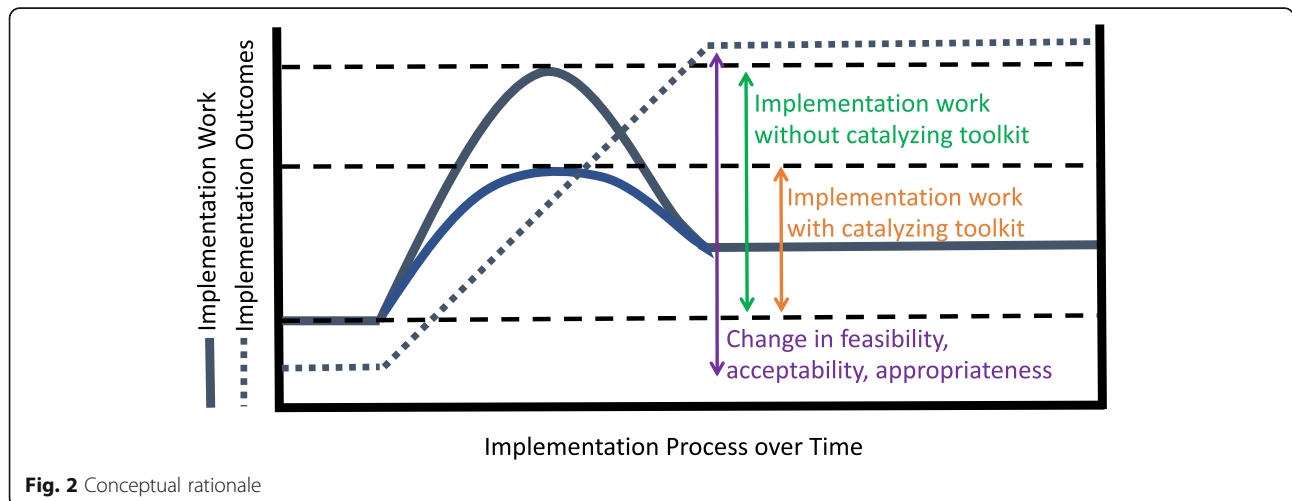 Implementation Work
Implementation Outcomes
Implementation work
without catalyzing toolkit
Implementation work
with catalyzing toolkit
Change in feasibility,
acceptability, appropriateness
Implementation Process over Time
Fig. 2 Conceptual rationale